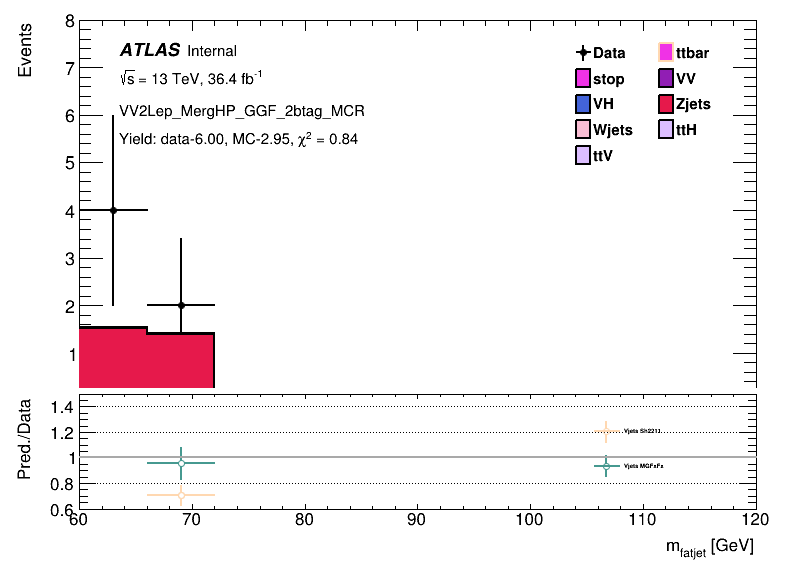 Events
8
7
6
5
4
3
2
1
ATLAS Internal
√s = 13 TeV, 36.4 fb⁻¹
VV2Lep_MergHP_GGF_2btag_MCR
Yield: data-6.00, MC-2.95, χ² = 0.84
Data
ttbar
stop
VV
VH
Zjets
Wjets
ttH
ttV
Pred./Data
1.4
1.2
1
0.8
0.6
Vjets Sh2211
Vjets MGFxFx
60 70 80 90 100 110 120
m_fatjet [GeV]